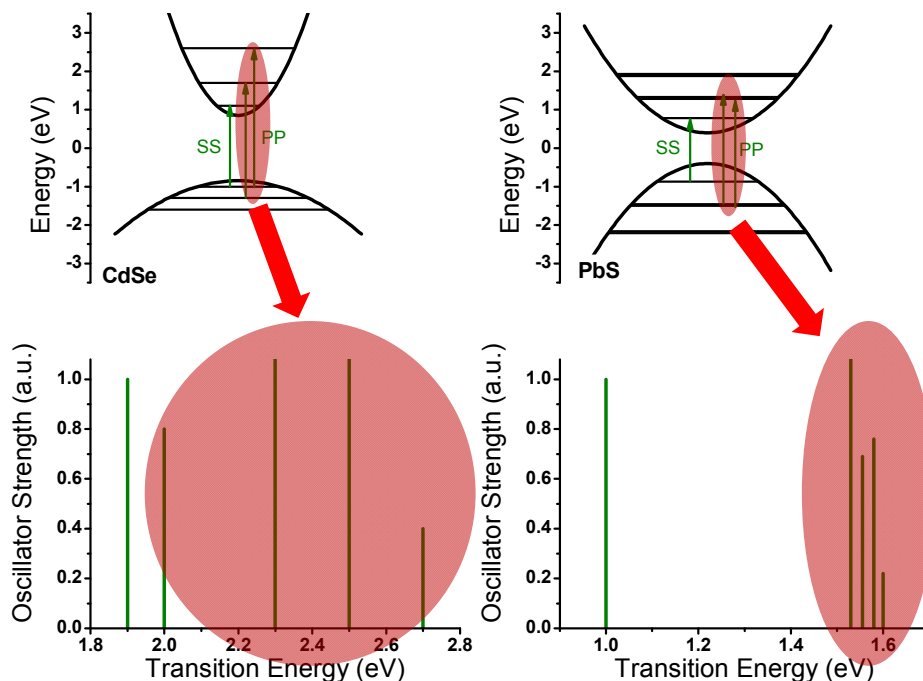 Energy (eV)
3
2
1
0
-1
-2
-3
SS
PP
CdSe
Energy (eV)
3
2
1
0
-1
-2
-3
SS
PP
PbS
Oscillator Strength (a.u.)
1.0
0.8
0.6
0.4
0.2
0.0
1.8 2.0 2.2 2.4 2.6 2.8
Transition Energy (eV)
Oscillator Strength (a.u.)
1.0
0.8
0.6
0.4
0.2
0.0
1.0 1.2 1.4 1.6
Transition Energy (eV)